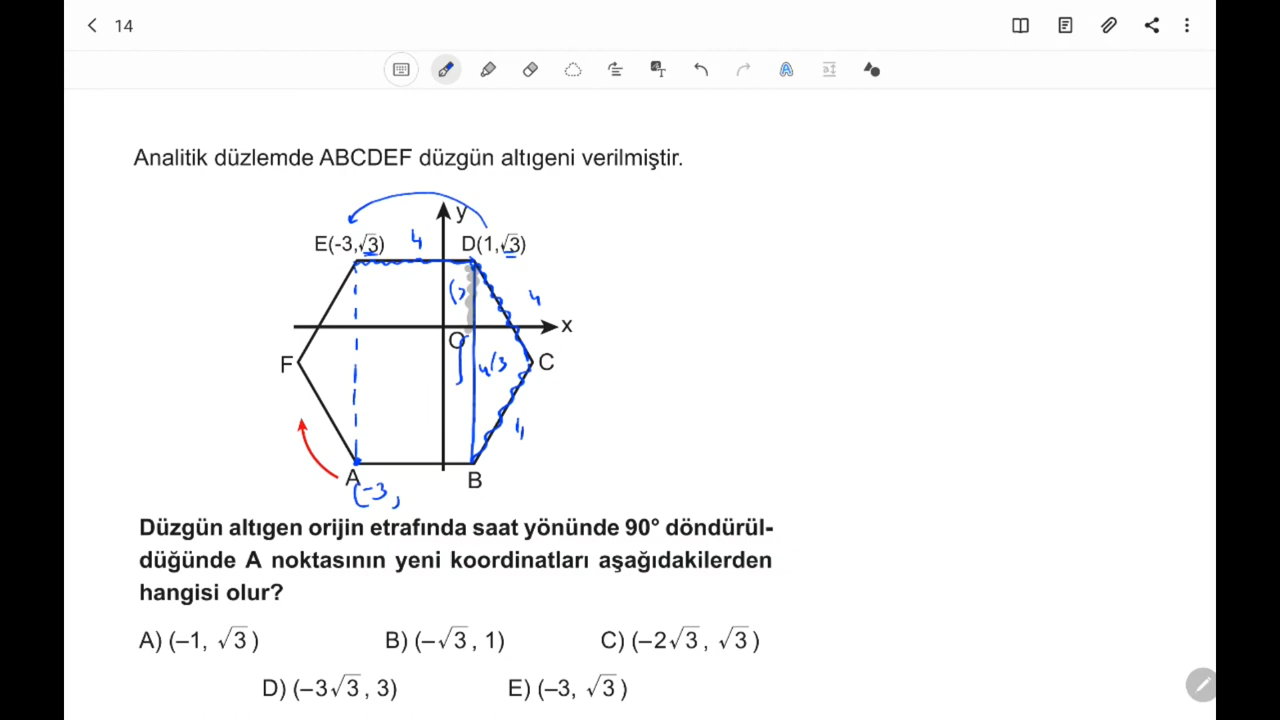 14
Analitik düzlemde ABCDEF düzgün altıgeni verilmiştir.
y
E(-3,√3) 4 D(1,√3)
4
x
O
F 4√3 C
4
A B
(-3,
Düzgün altıgen orijin etrafında saat yönünde 90° döndürül-
düğünde A noktasının yeni koordinatları aşağıdakilerden
hangisi olur?
A) (–1, √3) B) (–√3, 1) C) (–2√3, √3)
D) (–3√3, 3) E) (–3, √3)